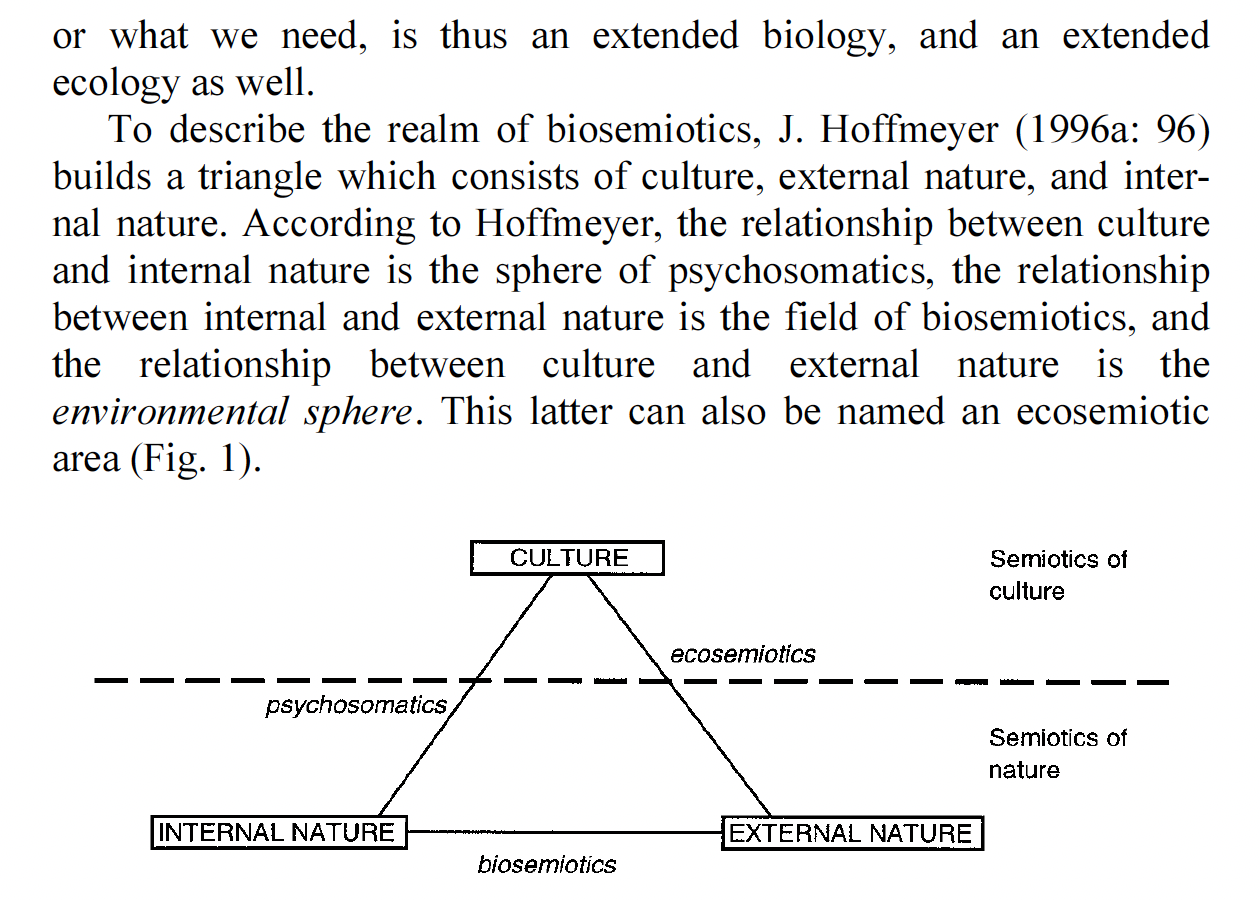 or what we need, is thus an extended biology, and an extended
ecology as well.
To describe the realm of biosemiotics, J. Hoffmeyer (1996a: 96)
builds a triangle which consists of culture, external nature, and inter-
nal nature. According to Hoffmeyer, the relationship between culture
and internal nature is the sphere of psychosomatics, the relationship
between internal and external nature is the field of biosemiotics, and
the relationship between culture and external nature is the
environmental sphere. This latter can also be named an ecosemiotic
area (Fig. 1).
CULTURE
Semiotics of
culture
ecosemiotics
psychosomatics
Semiotics of
nature
INTERNAL NATURE
EXTERNAL NATURE
biosemiotics